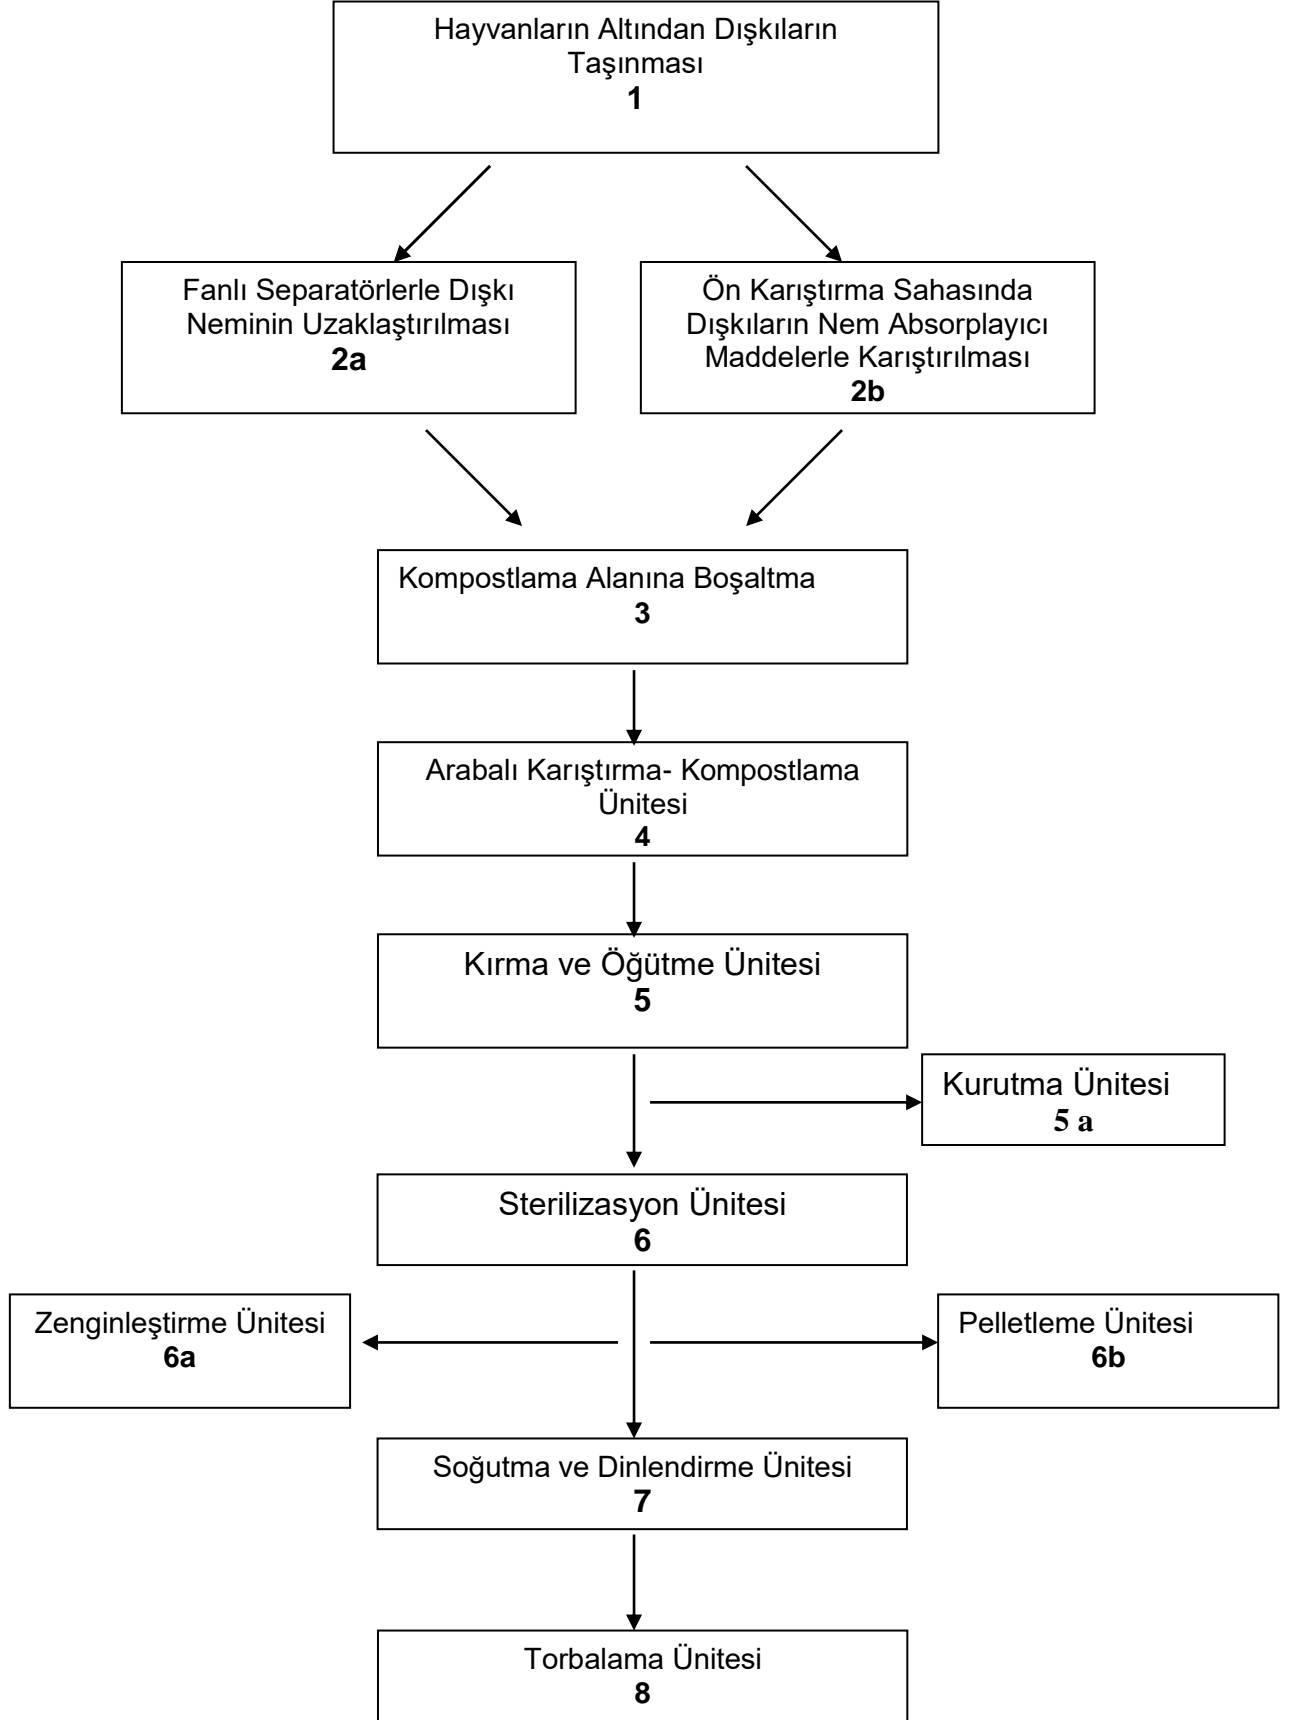 Hayvanların Altından Dışkıların
Taşınması
1
Fanlı Separatörlerle Dışkı
Neminin Uzaklaştırılması
2a
Ön Karıştırma Sahasında
Dışkıların Nem Absorplayıcı
Maddelerle Karıştırılması
2b
Kompostlama Alanına Boşaltma
3
Arabalı Karıştırma- Kompostlama
Ünitesi
4
Kırma ve Öğütme Ünitesi
5
Kurutma Ünitesi
5 a
Sterilizasyon Ünitesi
6
Zenginleştirme Ünitesi
6a
Pelletleme Ünitesi
6b
Soğutma ve Dinlendirme Ünitesi
7
Torbalama Ünitesi
8